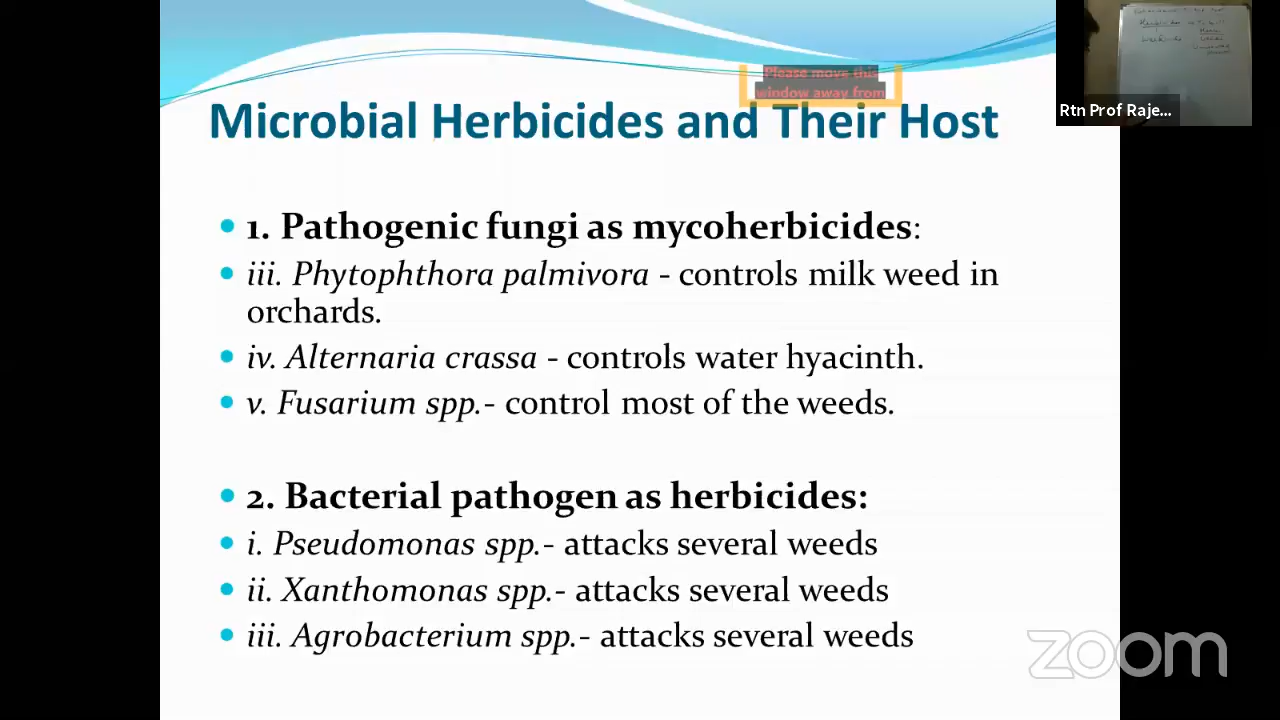 Please move this
window away from
Microbial Herbicides and Their Host
Rtn Prof Raje...
1. Pathogenic fungi as mycoherbicides:
iii. Phytophthora palmivora - controls milk weed in
orchards.
iv. Alternaria crassa - controls water hyacinth.
v. Fusarium spp.- control most of the weeds.
2. Bacterial pathogen as herbicides:
i. Pseudomonas spp.- attacks several weeds
ii. Xanthomonas spp.- attacks several weeds
iii. Agrobacterium spp.- attacks several weeds
zoom